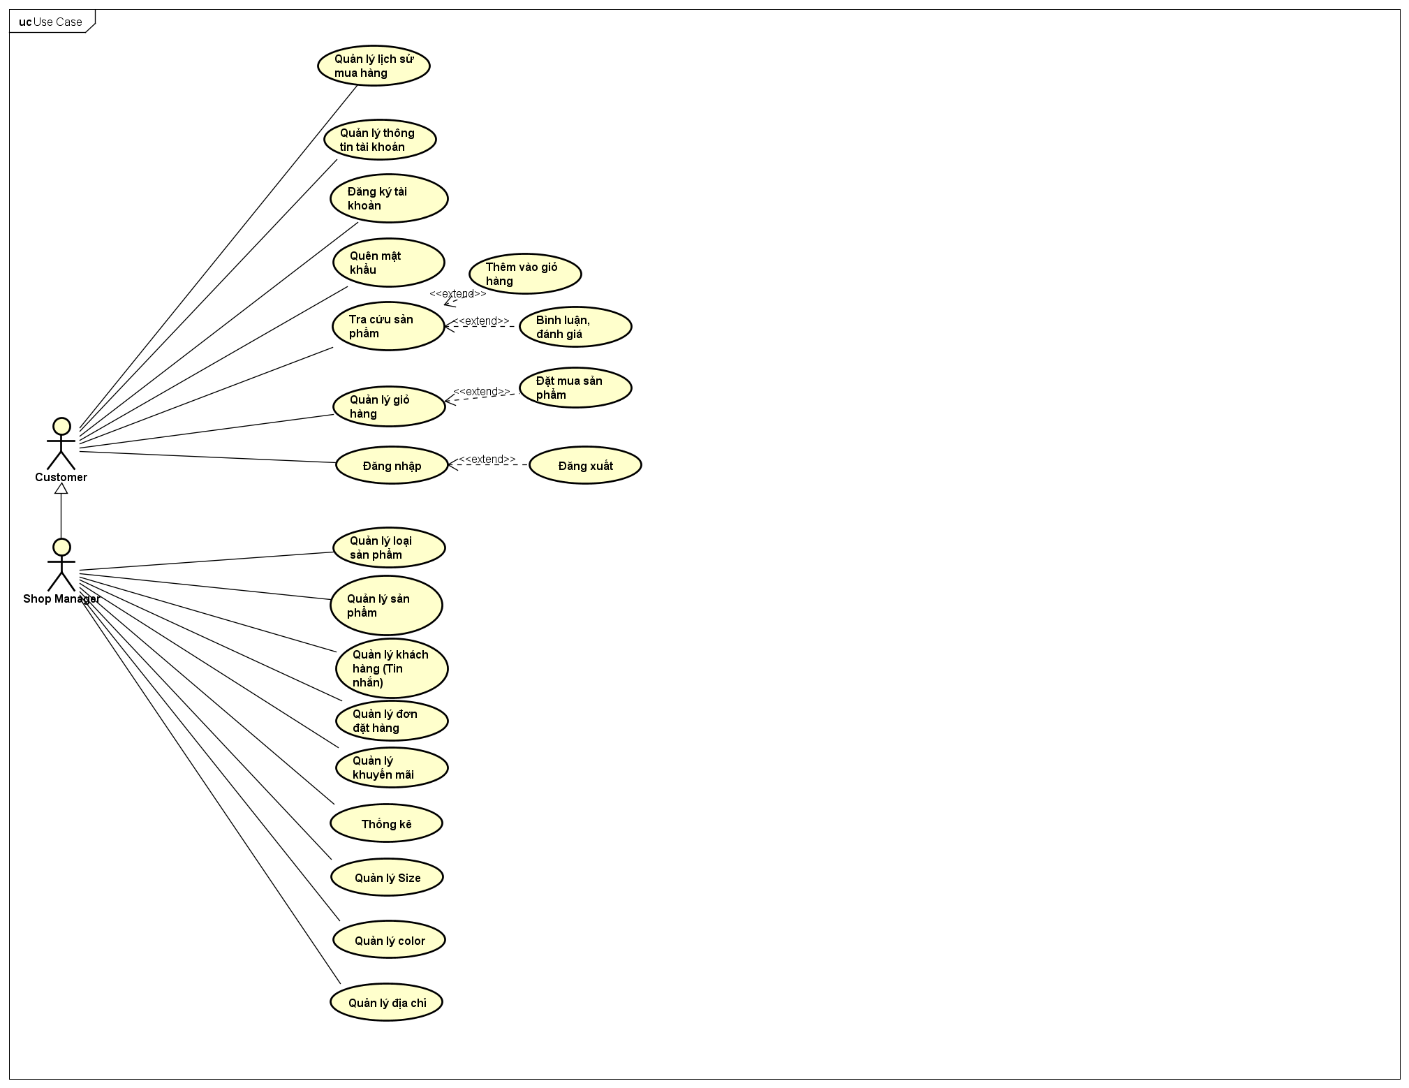 uc Use Case
Quản lý lịch sử
mua hàng
Quản lý thông
tin tài khoản
Đăng ký tài
khoản
Quên mật
khẩu
Thêm vào giỏ
hàng
<<extend>>
Tra cứu sản
phẩm
<<extend>>
Bình luận,
đánh giá
Quản lý giỏ
hàng
<<extend>>
Đặt mua sản
phẩm
Đăng nhập
<<extend>>
Đăng xuất
Customer
Quản lý loại
sản phẩm
Shop Manager
Quản lý sản
phẩm
Quản lý khách
hàng (Tin
nhắn)
Quản lý đơn
đặt hàng
Quản lý
khuyến mãi
Thống kê
Quản lý Size
Quản lý color
Quản lý địa chỉ